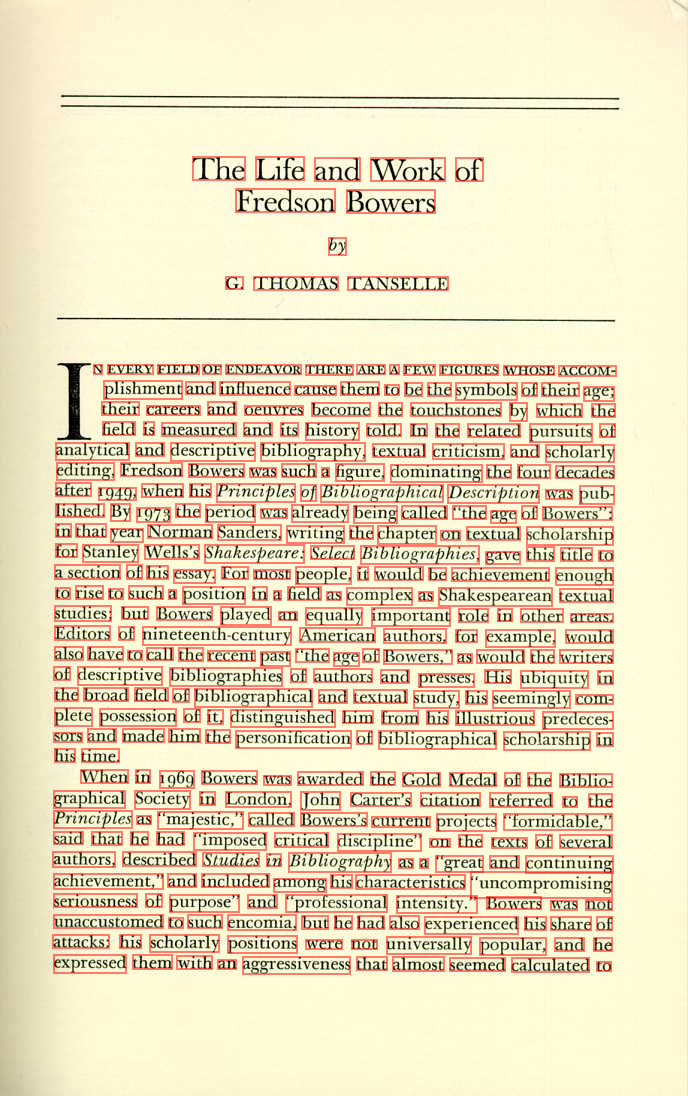 The Life and Work of
Fredson Bowers
by
G. THOMAS TANSELLE
IN EVERY FIELD OF ENDEAVOR THERE ARE A FEW FIGURES WHOSE ACCOM-
plishment and influence cause them to be the symbols of their age;
their careers and oeuvres become the touchstones by which the
field is measured and its history told. In the related pursuits of
analytical and descriptive bibliography, textual criticism, and scholarly
editing, Fredson Bowers was such a figure, dominating the four decades
after 1949, when his Principles of Bibliographical Description was pub-
lished. By 1973 the period was already being called "the age of Bowers":
in that year Norman Sanders, writing the chapter on textual scholarship
for Stanley Wells's Shakespeare: Select Bibliographies, gave this title to
a section of his essay. For most people, it would be achievement enough
to rise to such a position in a field as complex as Shakespearean textual
studies; but Bowers played an equally important role in other areas.
Editors of nineteenth-century American authors, for example, would
also have to call the recent past "the age of Bowers," as would the writers
of descriptive bibliographies of authors and presses. His ubiquity in
the broad field of bibliographical and textual study, his seemingly com-
plete possession of it, distinguished him from his illustrious predeces-
sors and made him the personification of bibliographical scholarship in
his time.
When in 1969 Bowers was awarded the Gold Medal of the Biblio-
graphical Society in London, John Carter's citation referred to the
Principles as "majestic," called Bowers's current projects "formidable,"
said that he had "imposed critical discipline" on the texts of several
authors, described Studies in Bibliography as a "great and continuing
achievement," and included among his characteristics "uncompromising
seriousness of purpose" and "professional intensity." Bowers was not
unaccustomed to such encomia, but he had also experienced his share of
attacks: his scholarly positions were not universally popular, and he
expressed them with an aggressiveness that almost seemed calculated to